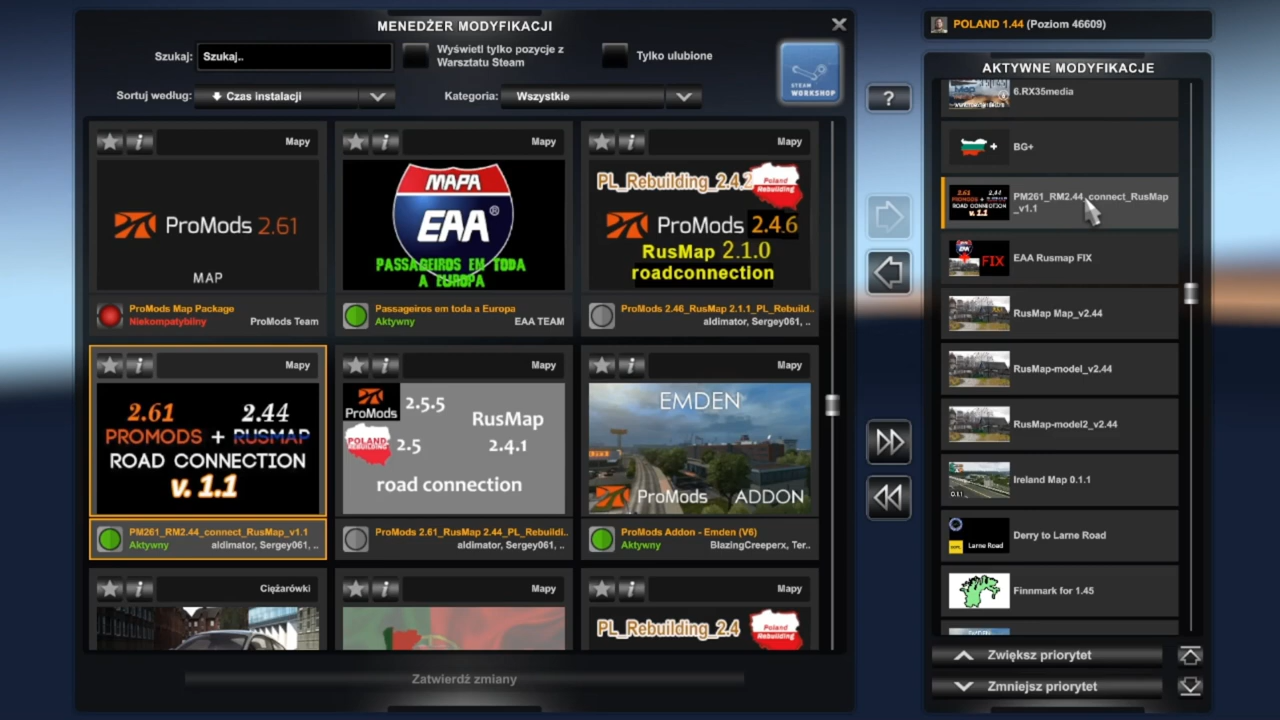 MENEDŻER MODYFIKACJI
Szukaj: Szukaj..
Wyświetl tylko pozycje z
Warsztatu Steam
Tylko ulubione
STEAM
WORKSHOP
Sortuj według: Czas instalacji
Kategoria: Wszystkie
Mapy
ProMods 2.61
MAP
ProMods Map Package
Niekompatybilny ProMods Team
Mapy
MAPA
EAA®
PASSAGEIROS EM TODA
A EUROPA
Passageiros em toda a Europa
Aktywny EAA TEAM
Mapy
PL_Rebuilding_2.4.2
Poland
Rebuilding
ProMods 2.4.6
RusMap 2.1.0
roadconnection
ProMods 2.46_RusMap 2.1.1_PL_Rebuild..
aldimator, Sergey061, ..
Mapy
2.61 2.44
PROMODS + RUSMAP
ROAD CONNECTION
v. 1.1
PM261_RM2.44_connect_RusMap_v1.1
Aktywny aldimator, Sergey061, ..
Mapy
ProMods 2.5.5
POLAND
REBUILDING 2.5
RusMap
2.4.1
road connection
ProMods 2.61_RusMap 2.44_PL_Rebuildi..
aldimator, Sergey061, ..
Mapy
EMDEN
ProMods ADDON
ProMods Addon - Emden (V6)
Aktywny BlazingCreeperx, Ter..
Ciężarówki
Mapy
Mapy
PL_Rebuilding_2.4
Poland
Rebuilding
Zatwierdź zmiany
?
POLAND 1.44 (Poziom 46609)
AKTYWNE MODYFIKACJE
6.RX35media
BG+
PM261_RM2.44_connect_RusMap
_v1.1
EAA Rusmap FIX
FIX
RusMap Map_v2.44
RusMap-model_v2.44
RusMap-model2_v2.44
Ireland Map 0.1.1
0.1.1
Derry to Larne Road
Larne Road
Finnmark for 1.45
Zwiększ priorytet
Zmniejsz priorytet